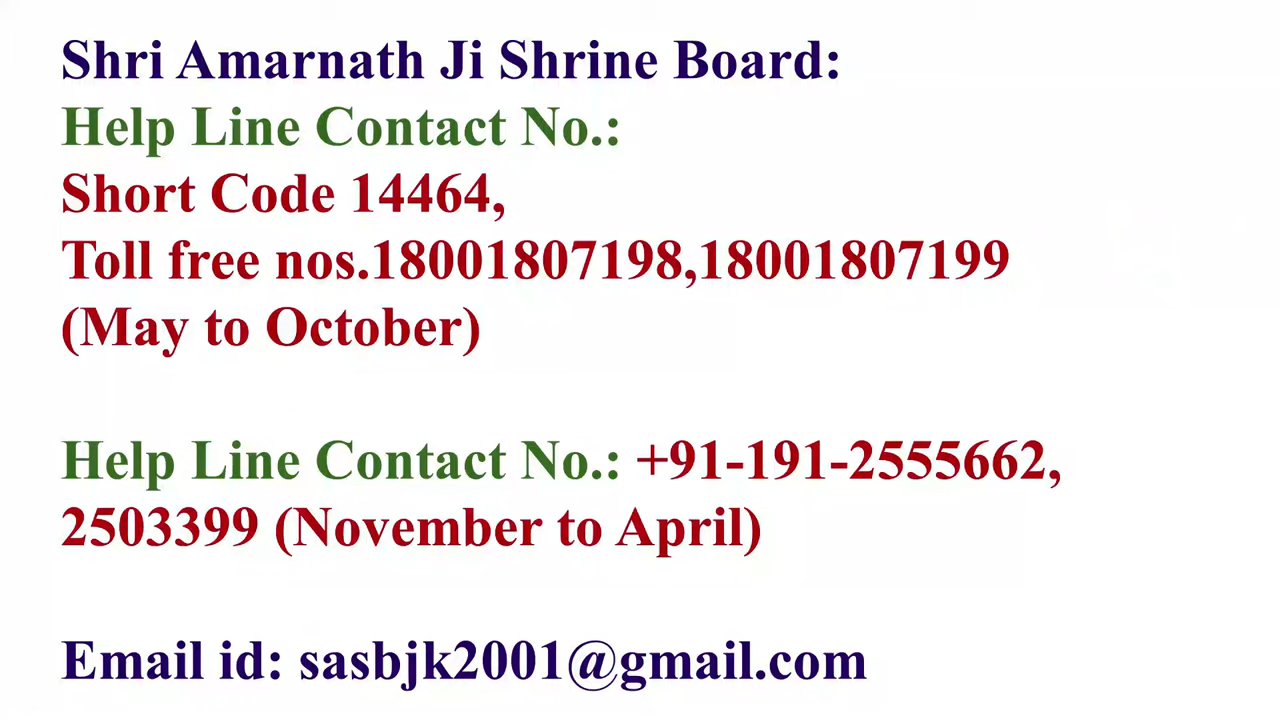 Shri Amarnath Ji Shrine Board:
Help Line Contact No.:
Short Code 14464,
Toll free nos.18001807198,18001807199
(May to October)
Help Line Contact No.: +91-191-2555662,
2503399 (November to April)
Email id: sasbjk2001@gmail.com